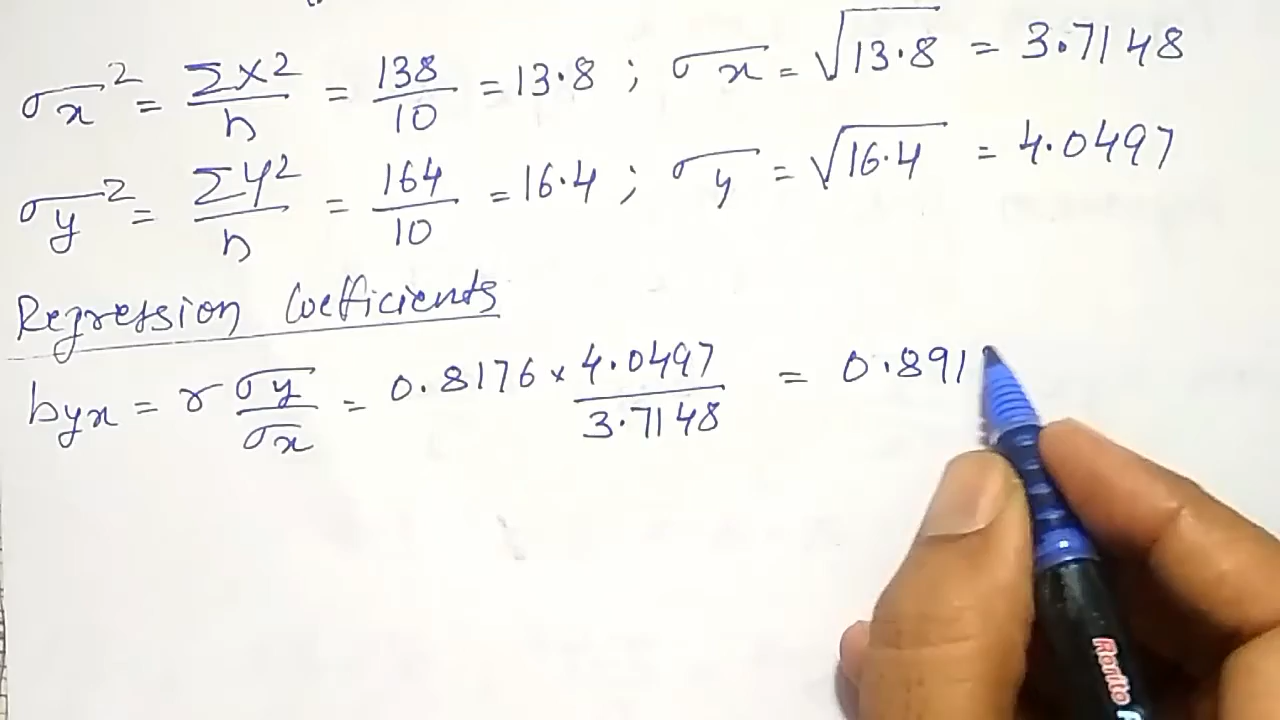 σx² = ΣX²/n = 138/10 = 13.8 ; σx = √13.8 = 3.7148
σy² = ΣY²/n = 164/10 = 16.4 ; σy = √16.4 = 4.0497
Regression Coefficients
byx = r σy/σx = 0.8176 × 4.0497/3.7148 = 0.891
Rorito